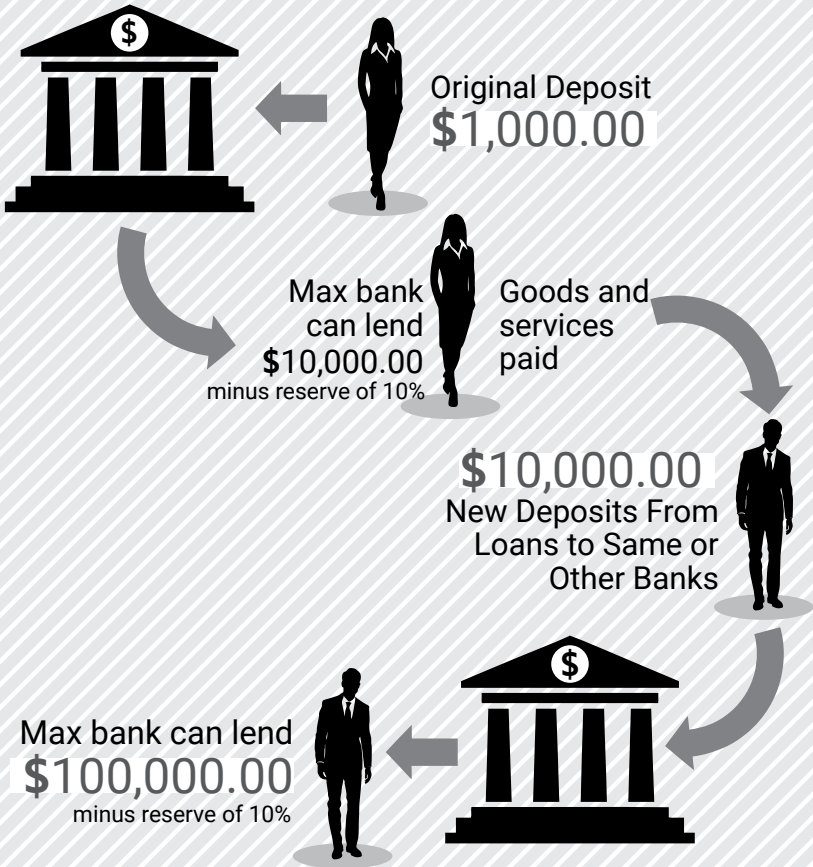 $
Original Deposit
$1,000.00
Max bank
can lend
$10,000.00
minus reserve of 10%
Goods and
services
paid
$10,000.00
New Deposits From
Loans to Same or
Other Banks
$
Max bank can lend
$100,000.00
minus reserve of 10%